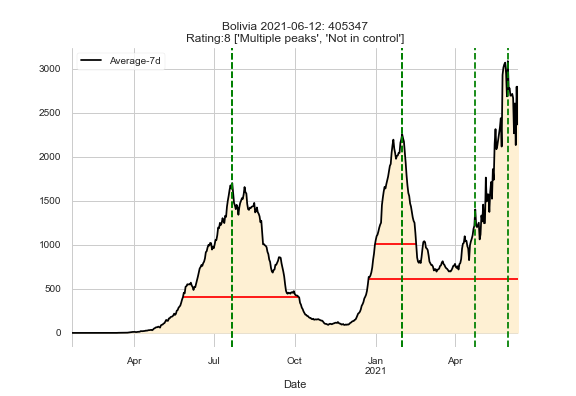 Bolivia 2021-06-12: 405347
Rating:8 ['Multiple peaks', 'Not in control']
Average-7d
3000
2500
2000
1500
1000
500
0
Apr Jul Oct Jan Apr
2021
Date